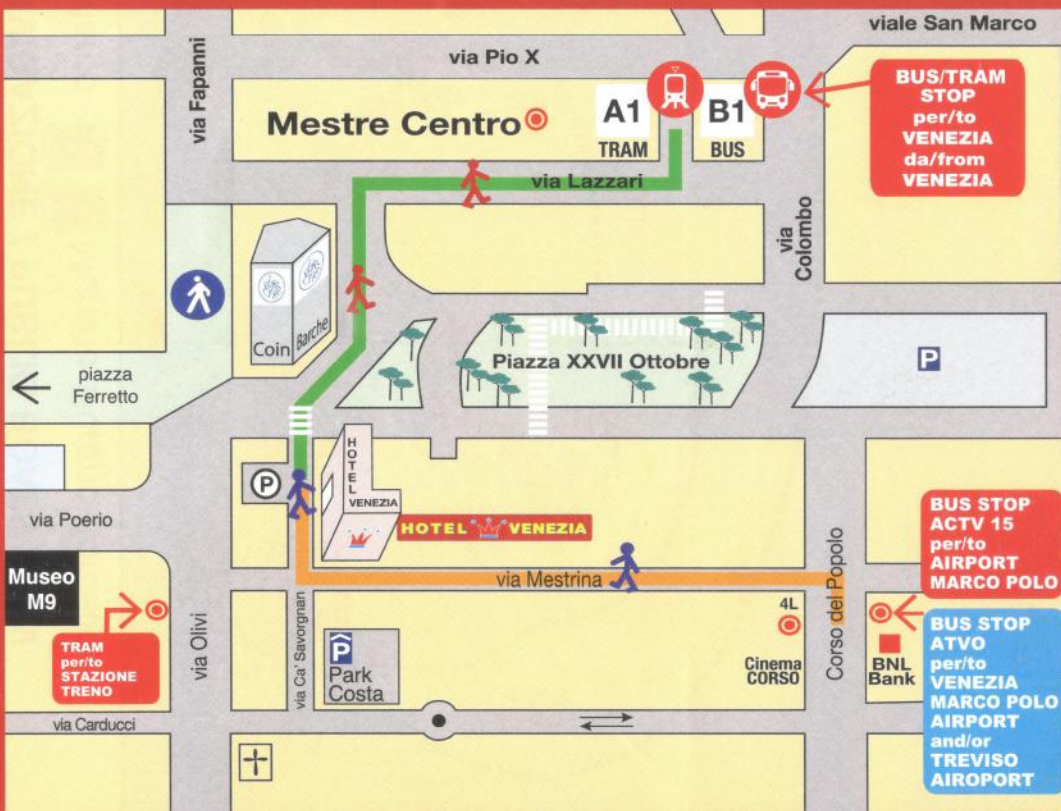 viale San Marco
via Pio X
via Fapanni
Mestre Centro
A1
TRAM
B1
BUS
BUS/TRAM
STOP
per/to
VENEZIA
da/from
VENEZIA
via Lazzari
via
Colombo
Coin
Barche
piazza
Ferretto
Piazza XXVII Ottobre
P
P
HOTEL
VENEZIA
HOTEL VENEZIA
via Poerio
Museo
M9
TRAM
per/to
STAZIONE
TRENO
via Olivi
via Ca' Savorgnan
via Mestrina
P
Park
Costa
4L
Cinema
CORSO
Corso del Popolo
BNL
Bank
BUS STOP
ACTV 15
per/to
AIRPORT
MARCO POLO
BUS STOP
ATVO
per/to
VENEZIA
MARCO POLO
AIRPORT
and/or
TREVISO
AIROPORT
via Carducci